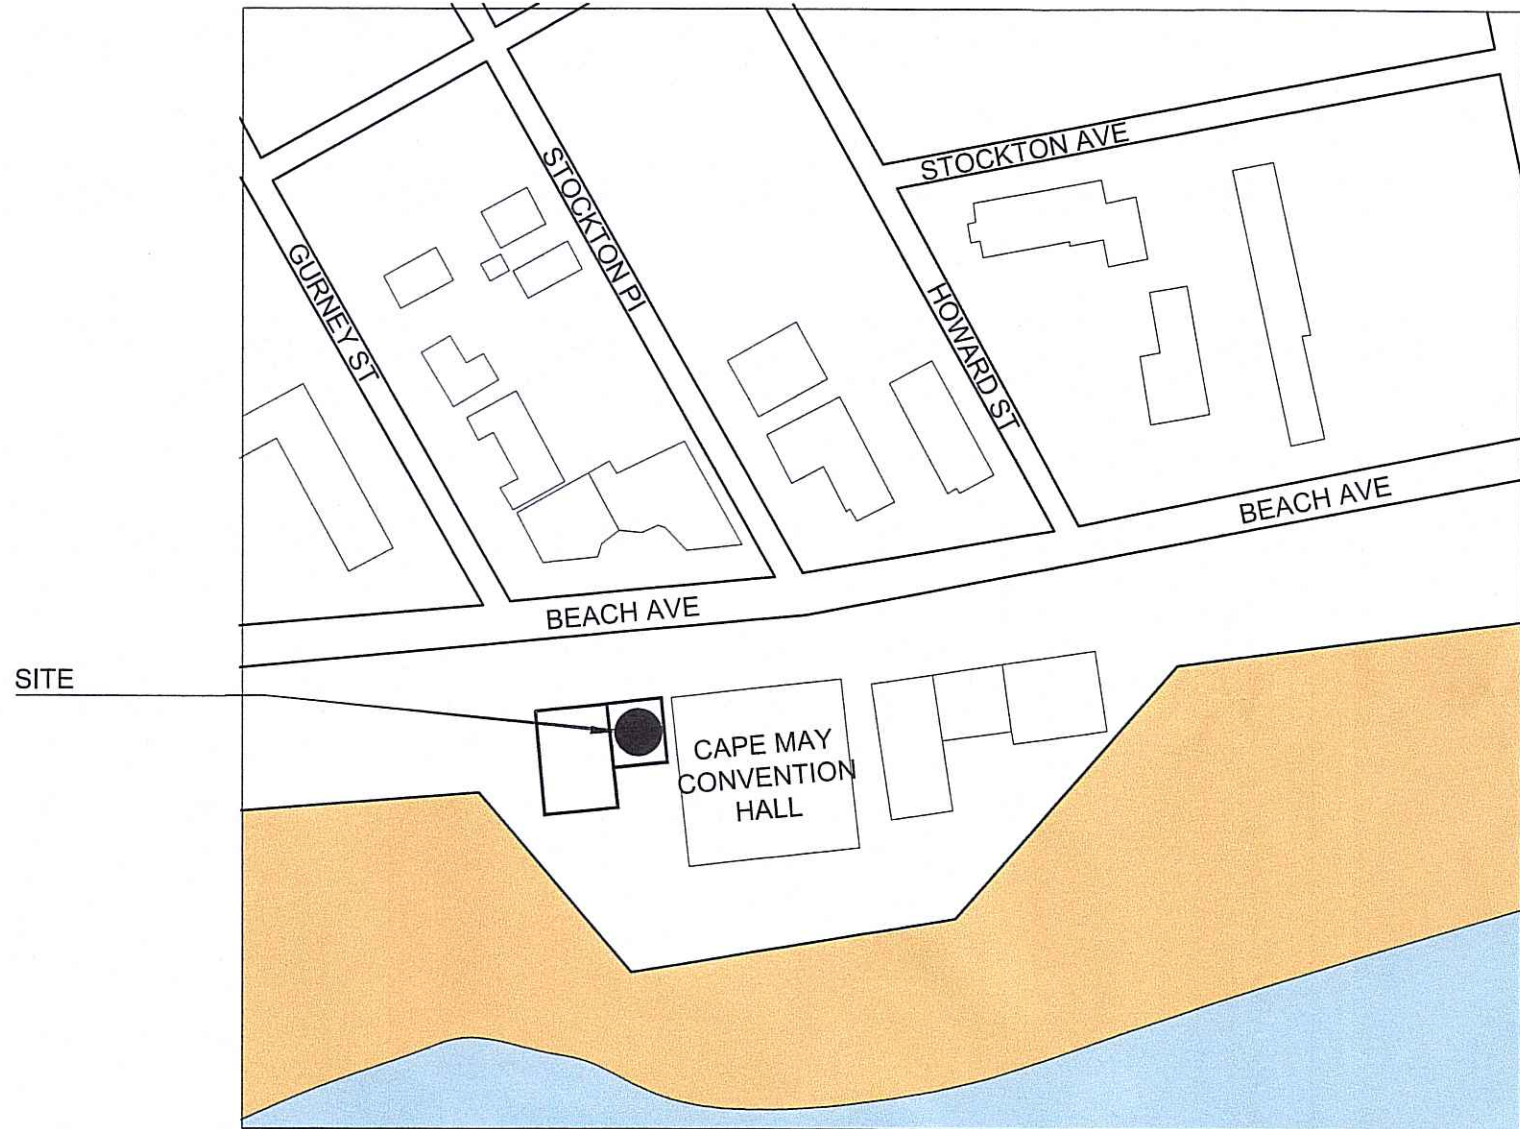 STOCKTON AVE
STOCKTON Pl
GURNEY ST
HOWARD ST
BEACH AVE
BEACH AVE
SITE
CAPE MAY
CONVENTION
HALL